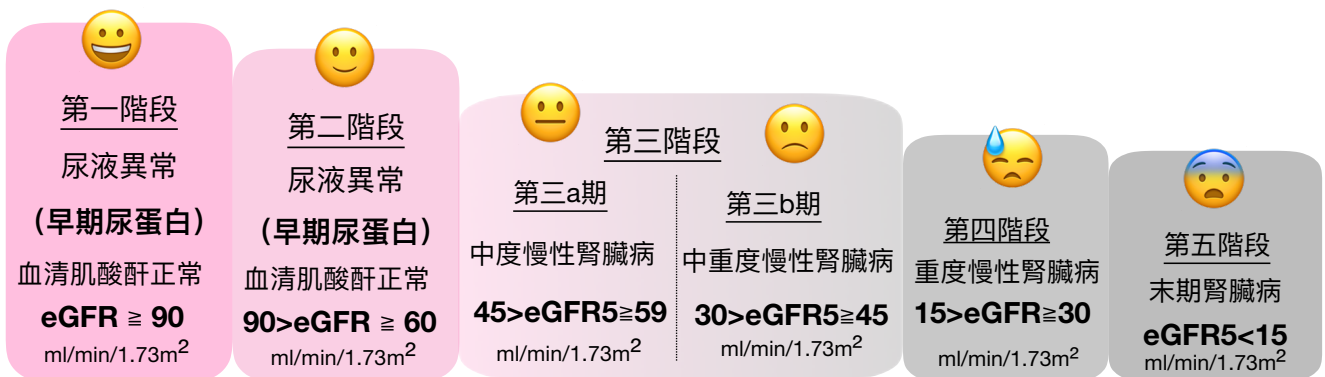 第一階段
尿液異常
（早期尿蛋白）
血清肌酸酐正常
eGFR ≧ 90
ml/min/1.73m²
第二階段
尿液異常
（早期尿蛋白）
血清肌酸酐正常
90>eGFR ≧ 60
ml/min/1.73m²
第三階段
第三a期
中度慢性腎臟病
45>eGFR5≧59
ml/min/1.73m²
第三b期
中重度慢性腎臟病
30>eGFR5≧45
ml/min/1.73m²
第四階段
重度慢性腎臟病
15>eGFR≧30
ml/min/1.73m²
第五階段
末期腎臟病
eGFR5<15
ml/min/1.73m²